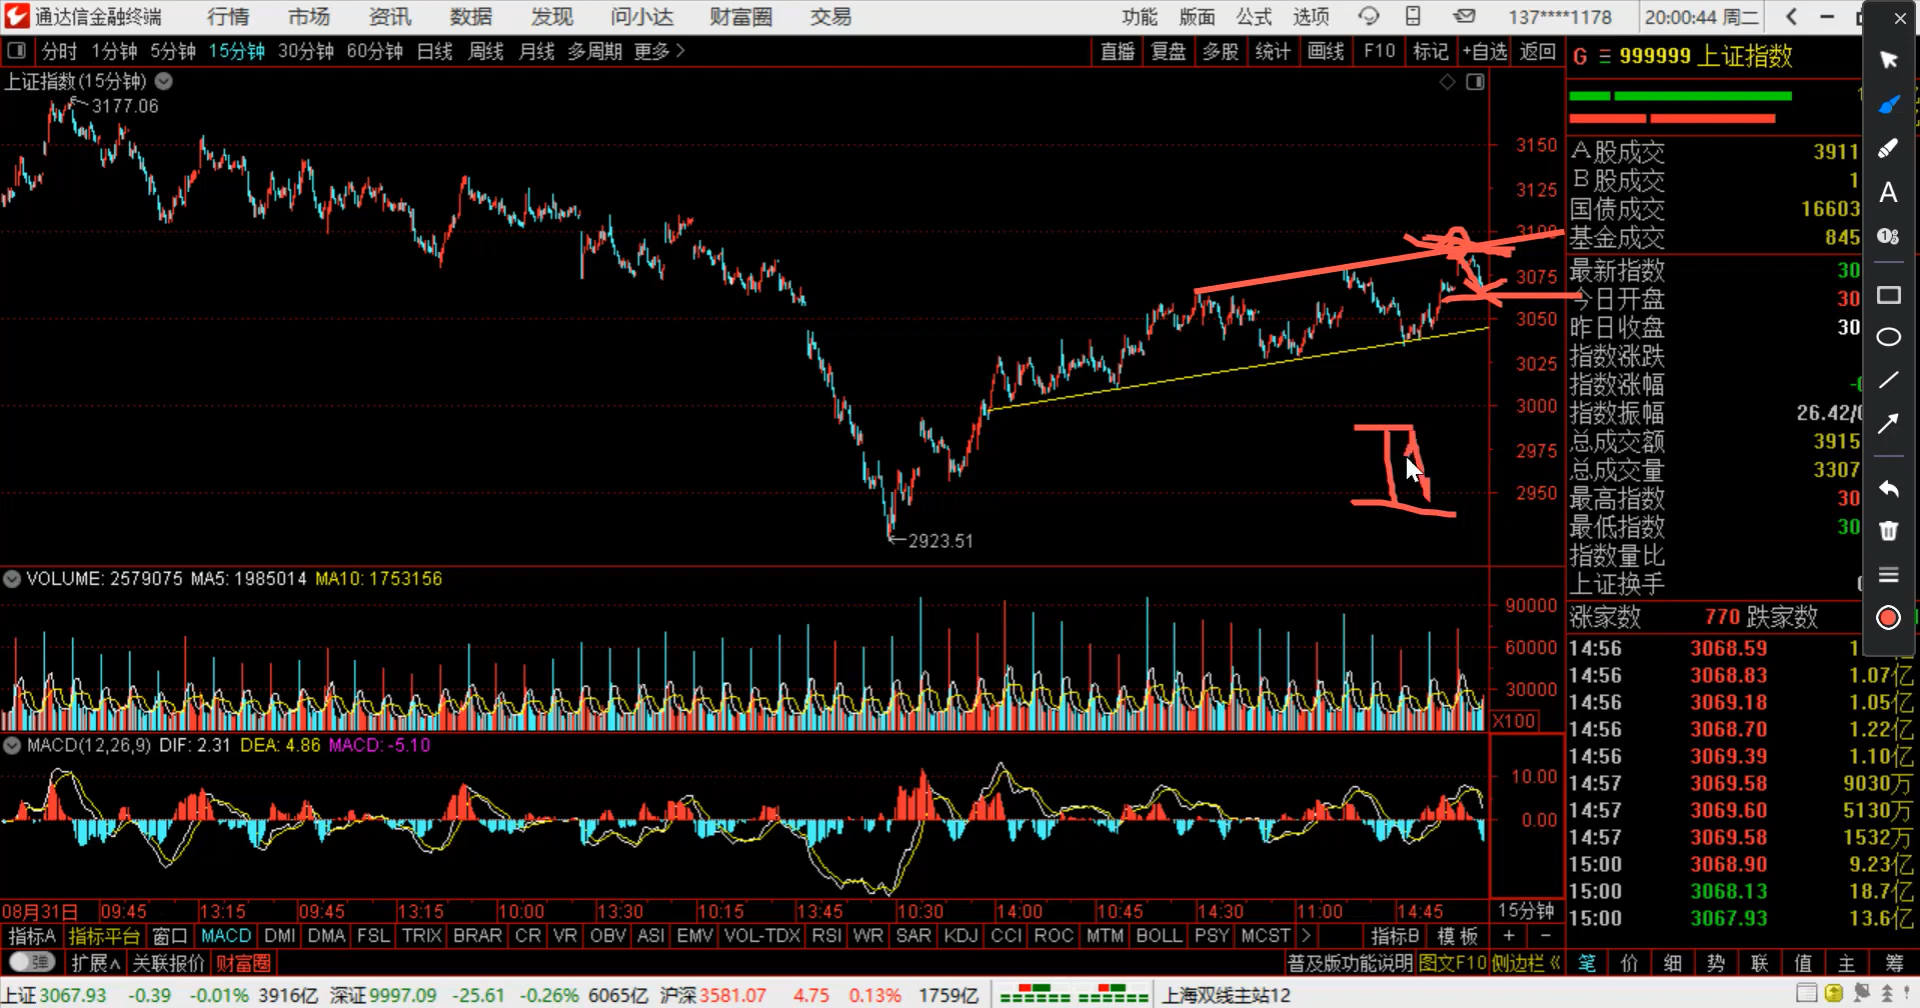 通达信金融终端 行情 市场 资讯 数据 发现 问小达 财富圈 交易 功能 版面 公式 选项 137****1178 20:00:44 周二
分时 1分钟 5分钟 15分钟 30分钟 60分钟 日线 周线 月线 多周期 更多 直播 复盘 多股 统计 画线 F10 标记 +自选 返回 G 999999 上证指数
上证指数(15分钟)
3177.06
A股成交 3911
3150
B股成交 1
3125
国债成交 16603
基金成交 845
最新指数 30
3075
今日开盘 30
3050
昨日收盘 30
指数涨跌
3025
指数涨幅
3000
指数振幅 26.42/
总成交额 3915
2975
总成交量 3307
2950
最高指数 30
最低指数 30
2923.51
指数量比
上证换手
VOLUME: 2579075 MA5: 1985014 MA10: 1753156
90000
涨家数 770 跌家数
60000
30000
X100
14:56 3068.59
14:56 3068.83 1.07亿
14:56 3069.18 1.05亿
14:56 3068.70 1.22亿
14:56 3069.39 1.10亿
14:57 3069.58 9030万
14:57 3069.60 5130万
14:57 3069.58 1532万
15:00 3068.90 9.23亿
15:00 3068.13 18.7亿
15:00 3067.93 13.6亿
MACD(12,26,9) DIF: 2.31 DEA: 4.86 MACD: -5.10
10.00
0.00
08月31日 09:45 13:15 09:45 13:15 10:00 13:30 10:15 13:45 10:30 14:00 10:45 14:30 11:00 14:45 15分钟
指标A 指标平台 窗口 MACD DMI DMA FSL TRIX BRAR CR VR OBV ASI EMV VOL-TDX RSI WR SAR KDJ CCI ROC MTM BOLL PSY MCST 指标B 模板 + -
弹 扩展∧ 关联报价 财富圈 普及版功能说明 图文F10 侧边栏 笔 价 细 势 联 值 主 筹
上证 3067.93 -0.39 -0.01% 3916亿 深证 9997.09 -25.61 -0.26% 6065亿 沪深 3581.07 4.75 0.13% 1759亿 上海双线主站12